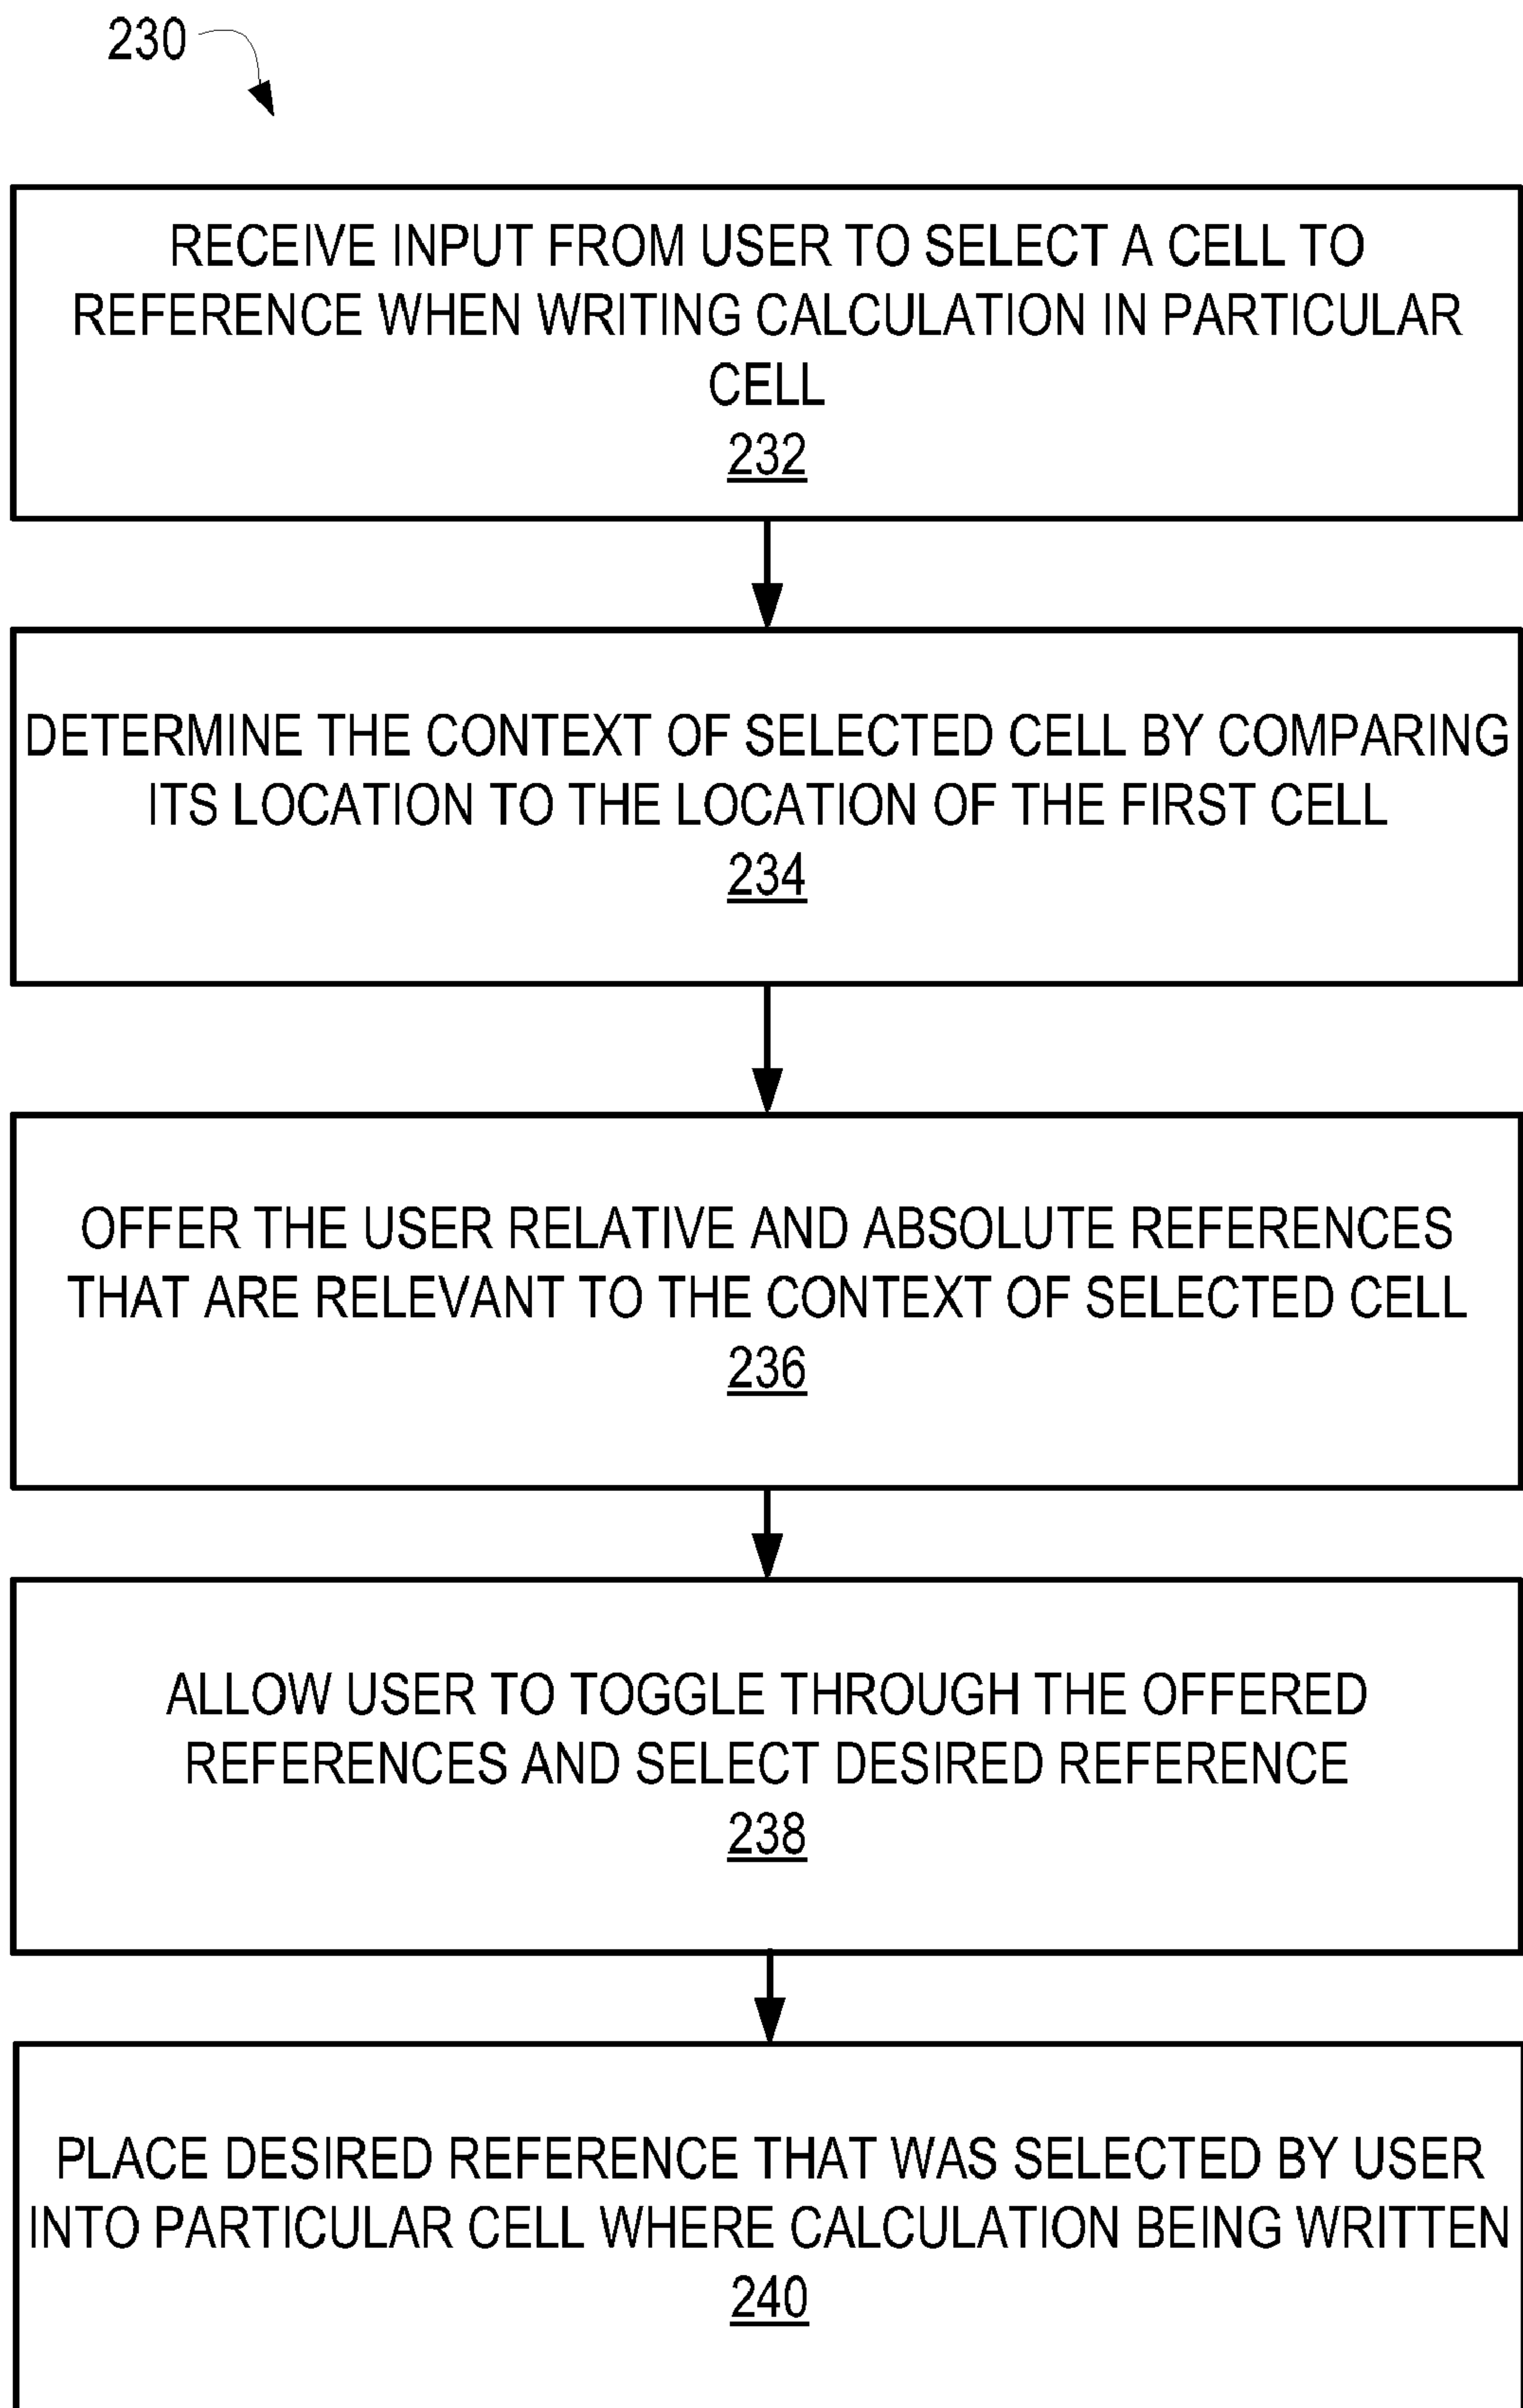 230
RECEIVE INPUT FROM USER TO SELECT A CELL TO
REFERENCE WHEN WRITING CALCULATION IN PARTICULAR
CELL
232
DETERMINE THE CONTEXT OF SELECTED CELL BY COMPARING
ITS LOCATION TO THE LOCATION OF THE FIRST CELL
234
OFFER THE USER RELATIVE AND ABSOLUTE REFERENCES
THAT ARE RELEVANT TO THE CONTEXT OF SELECTED CELL
236
ALLOW USER TO TOGGLE THROUGH THE OFFERED
REFERENCES AND SELECT DESIRED REFERENCE
238
PLACE DESIRED REFERENCE THAT WAS SELECTED BY USER
INTO PARTICULAR CELL WHERE CALCULATION BEING WRITTEN
240